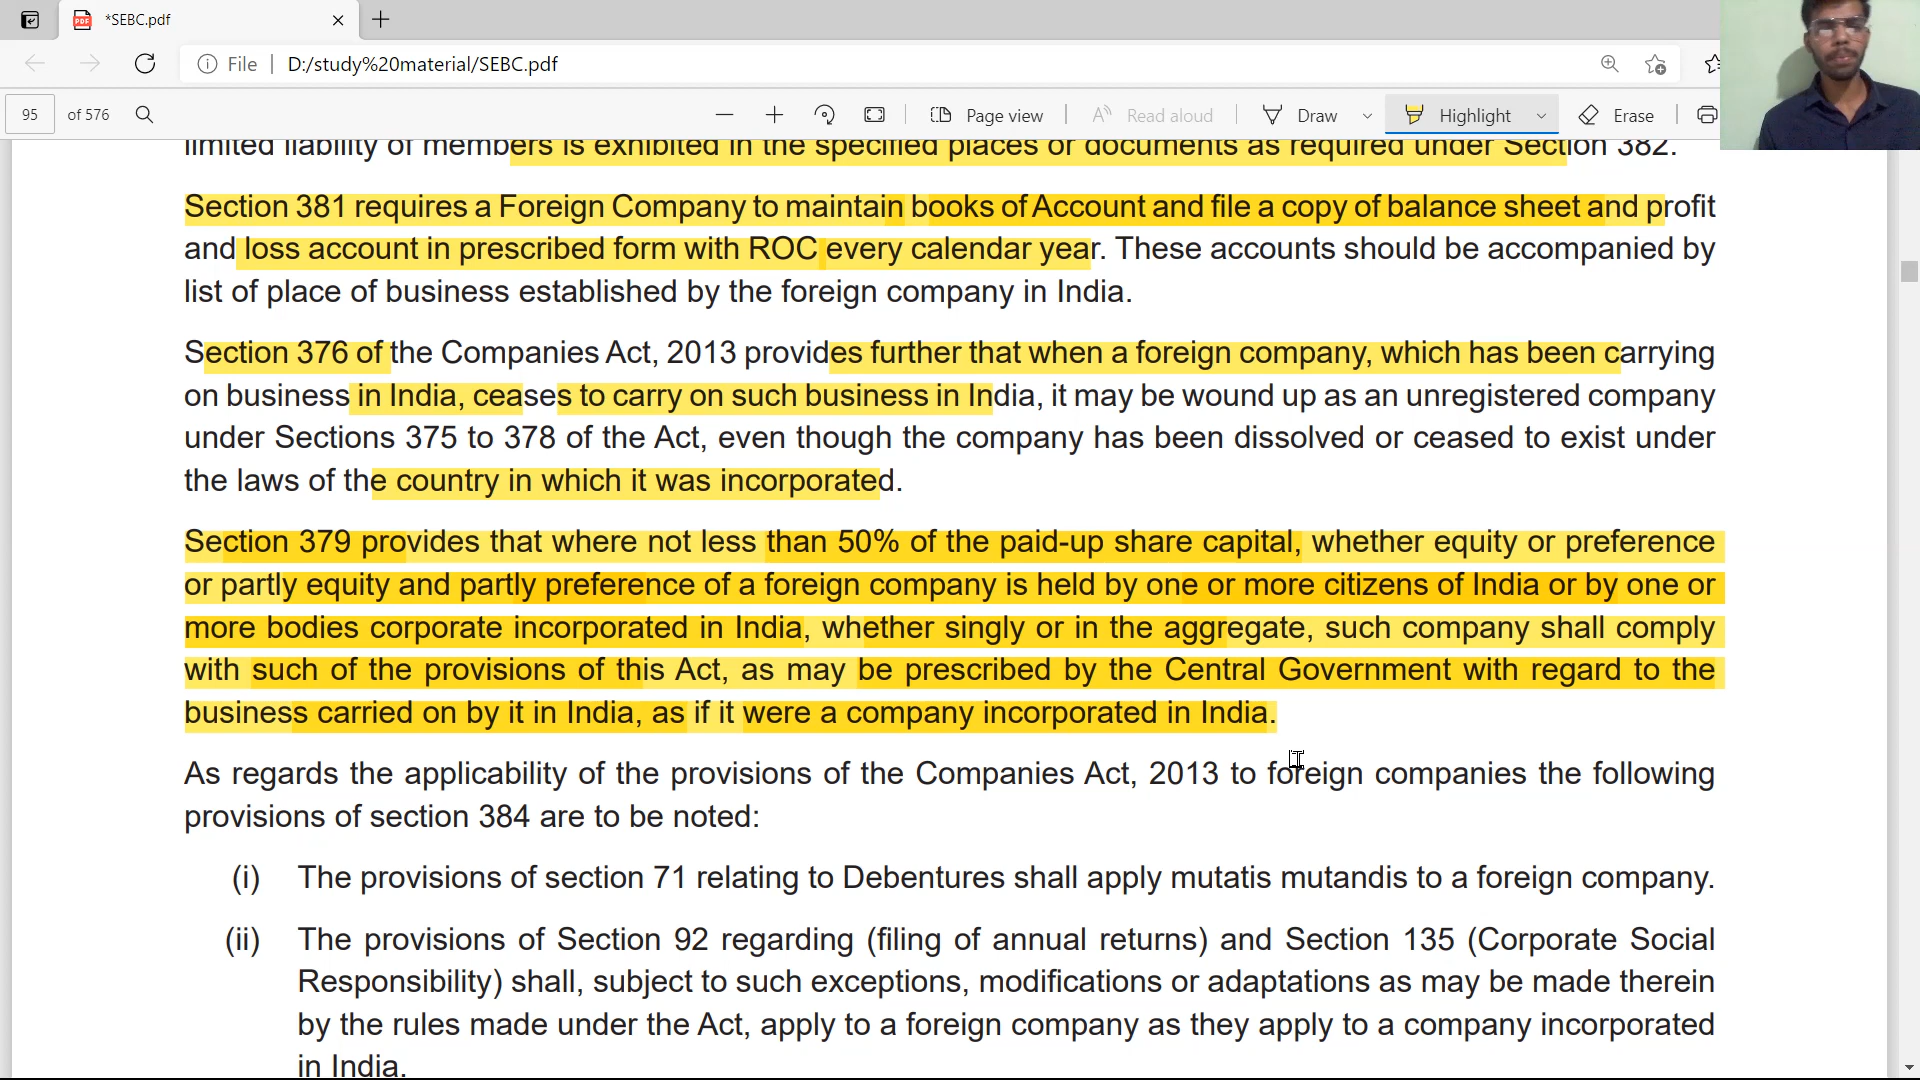 *SEBC.pdf
File
D:/study%20material/SEBC.pdf
95 of 576
Page view
Read aloud
Draw
Highlight
Erase
limited liability of members is exhibited in the specified places or documents as required under Section 382.
Section 381 requires a Foreign Company to maintain books of Account and file a copy of balance sheet and profit
and loss account in prescribed form with ROC every calendar year. These accounts should be accompanied by
list of place of business established by the foreign company in India.
Section 376 of the Companies Act, 2013 provides further that when a foreign company, which has been carrying
on business in India, ceases to carry on such business in India, it may be wound up as an unregistered company
under Sections 375 to 378 of the Act, even though the company has been dissolved or ceased to exist under
the laws of the country in which it was incorporated.
Section 379 provides that where not less than 50% of the paid-up share capital, whether equity or preference
or partly equity and partly preference of a foreign company is held by one or more citizens of India or by one or
more bodies corporate incorporated in India, whether singly or in the aggregate, such company shall comply
with such of the provisions of this Act, as may be prescribed by the Central Government with regard to the
business carried on by it in India, as if it were a company incorporated in India.
As regards the applicability of the provisions of the Companies Act, 2013 to foreign companies the following
provisions of section 384 are to be noted:
(i) The provisions of section 71 relating to Debentures shall apply mutatis mutandis to a foreign company.
(ii) The provisions of Section 92 regarding (filing of annual returns) and Section 135 (Corporate Social
Responsibility) shall, subject to such exceptions, modifications or adaptations as may be made therein
by the rules made under the Act, apply to a foreign company as they apply to a company incorporated
in India.